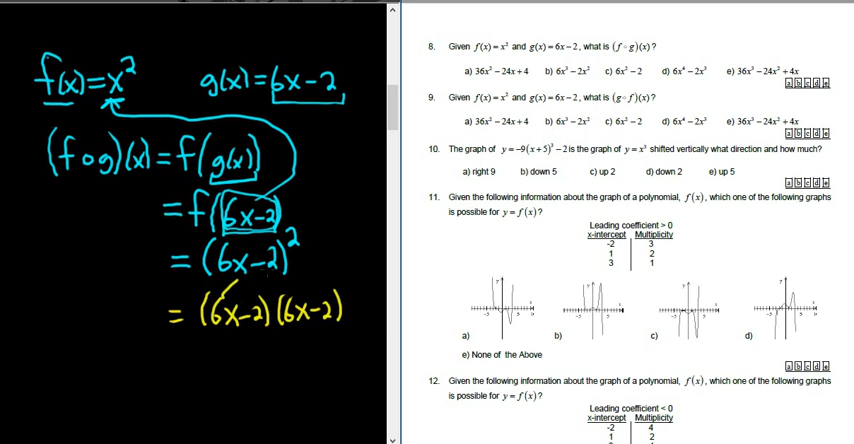 f(x)=x²
g(x)=6x-2
(f∘g)(x)=f(g(x))
=f(6x-2)
=(6x-2)²
=(6x-2)(6x-2)
8. Given f(x)=x² and g(x)=6x-2, what is (f∘g)(x)?
a) 36x² - 24x + 4 b) 6x³ - 2x² c) 6x² - 2 d) 6x⁴ - 2x³ e) 36x³ - 24x² + 4x
a b c d e
9. Given f(x)=x² and g(x)=6x-2, what is (g∘f)(x)?
a) 36x² - 24x + 4 b) 6x³ - 2x² c) 6x² - 2 d) 6x⁴ - 2x³ e) 36x³ - 24x² + 4x
a b c d e
10. The graph of y=-9(x+5)³-2 is the graph of y=x³ shifted vertically what direction and how much?
a) right 9 b) down 5 c) up 2 d) down 2 e) up 5
a b c d e
11. Given the following information about the graph of a polynomial, f(x), which one of the following graphs
is possible for y=f(x)?
Leading coefficient > 0
x-intercept Multiplicity
-2 3
1 2
3 1
a) b) c) d)
e) None of the Above
a b c d e
12. Given the following information about the graph of a polynomial, f(x), which one of the following graphs
is possible for y=f(x)?
Leading coefficient < 0
x-intercept Multiplicity
-2 4
1 2